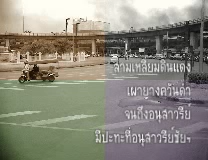 สามเหลี่ยมดินแดง
เผายางควันดำ
จนถึงอนุสาวรีย์
มีปะทะที่อนุสาวรีย์ชัยฯ